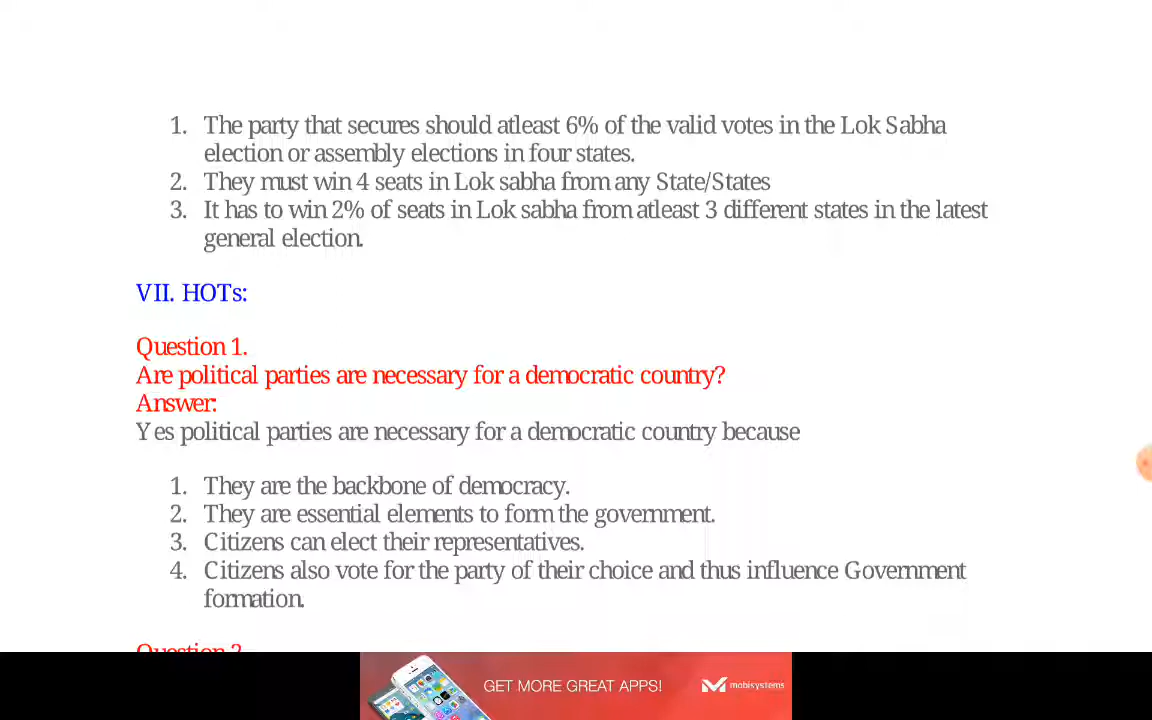 1. The party that secures should atleast 6% of the valid votes in the Lok Sabha
election or assembly elections in four states.
2. They must win 4 seats in Lok sabha from any State/States
3. It has to win 2% of seats in Lok sabha from atleast 3 different states in the latest
general election.
VII. HOTs:
Question 1.
Are political parties are necessary for a democratic country?
Answer:
Yes political parties are necessary for a democratic country because
1. They are the backbone of democracy.
2. They are essential elements to form the government.
3. Citizens can elect their representatives.
4. Citizens also vote for the party of their choice and thus influence Government
formation.
Question 2.
GET MORE GREAT APPS!
mobisystems